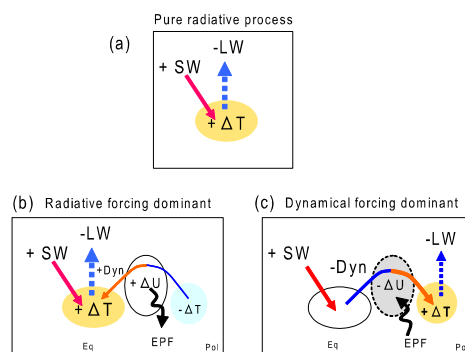 Pure radiative process
(a)
-LW
+ SW
+ ΔT
(b) Radiative forcing dominant
-LW
+ SW
+Dyn
+ ΔU
+ ΔT
-ΔT
Eq
EPF
Pol
(c) Dynamical forcing dominant
+ SW
-LW
-Dyn
-ΔU
+ ΔT
Eq
EPF
Po